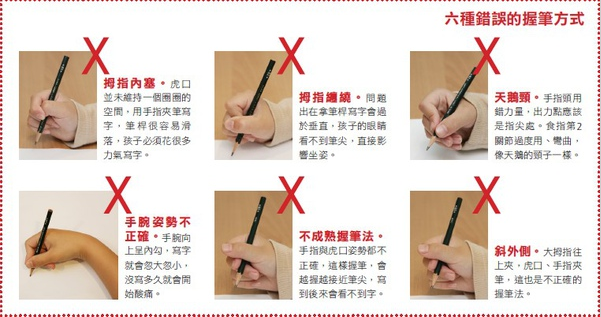 六種錯誤的握筆方式
X
拇指內塞。虎口
並未維持一個圈圈的
空間,用手指夾筆寫
字,筆桿很容易滑
落,孩子必須花很多
力氣寫字。
X
拇指纏繞。問題
出在拿筆桿寫字會過
於垂直,孩子的眼睛
看不到筆尖,直接影
響坐姿。
X
天鵝頸。手指頭用
錯力量,出力點應該
是指尖處。食指第2
關節過度用、彎曲,
像天鵝的頸子一樣。
X
手腕姿勢不
正確。手腕向
上呈內勾,寫字
就會忽大忽小,
沒寫多久就會開
始酸痛。
X
不成熟握筆法。
手指與虎口姿勢都不
正確,這樣握筆,會
越握越接近筆尖,寫
到後來會看不到字。
X
斜外側。大拇指往
上夾,虎口、手指夾
筆,這也是不正確的
握筆法。